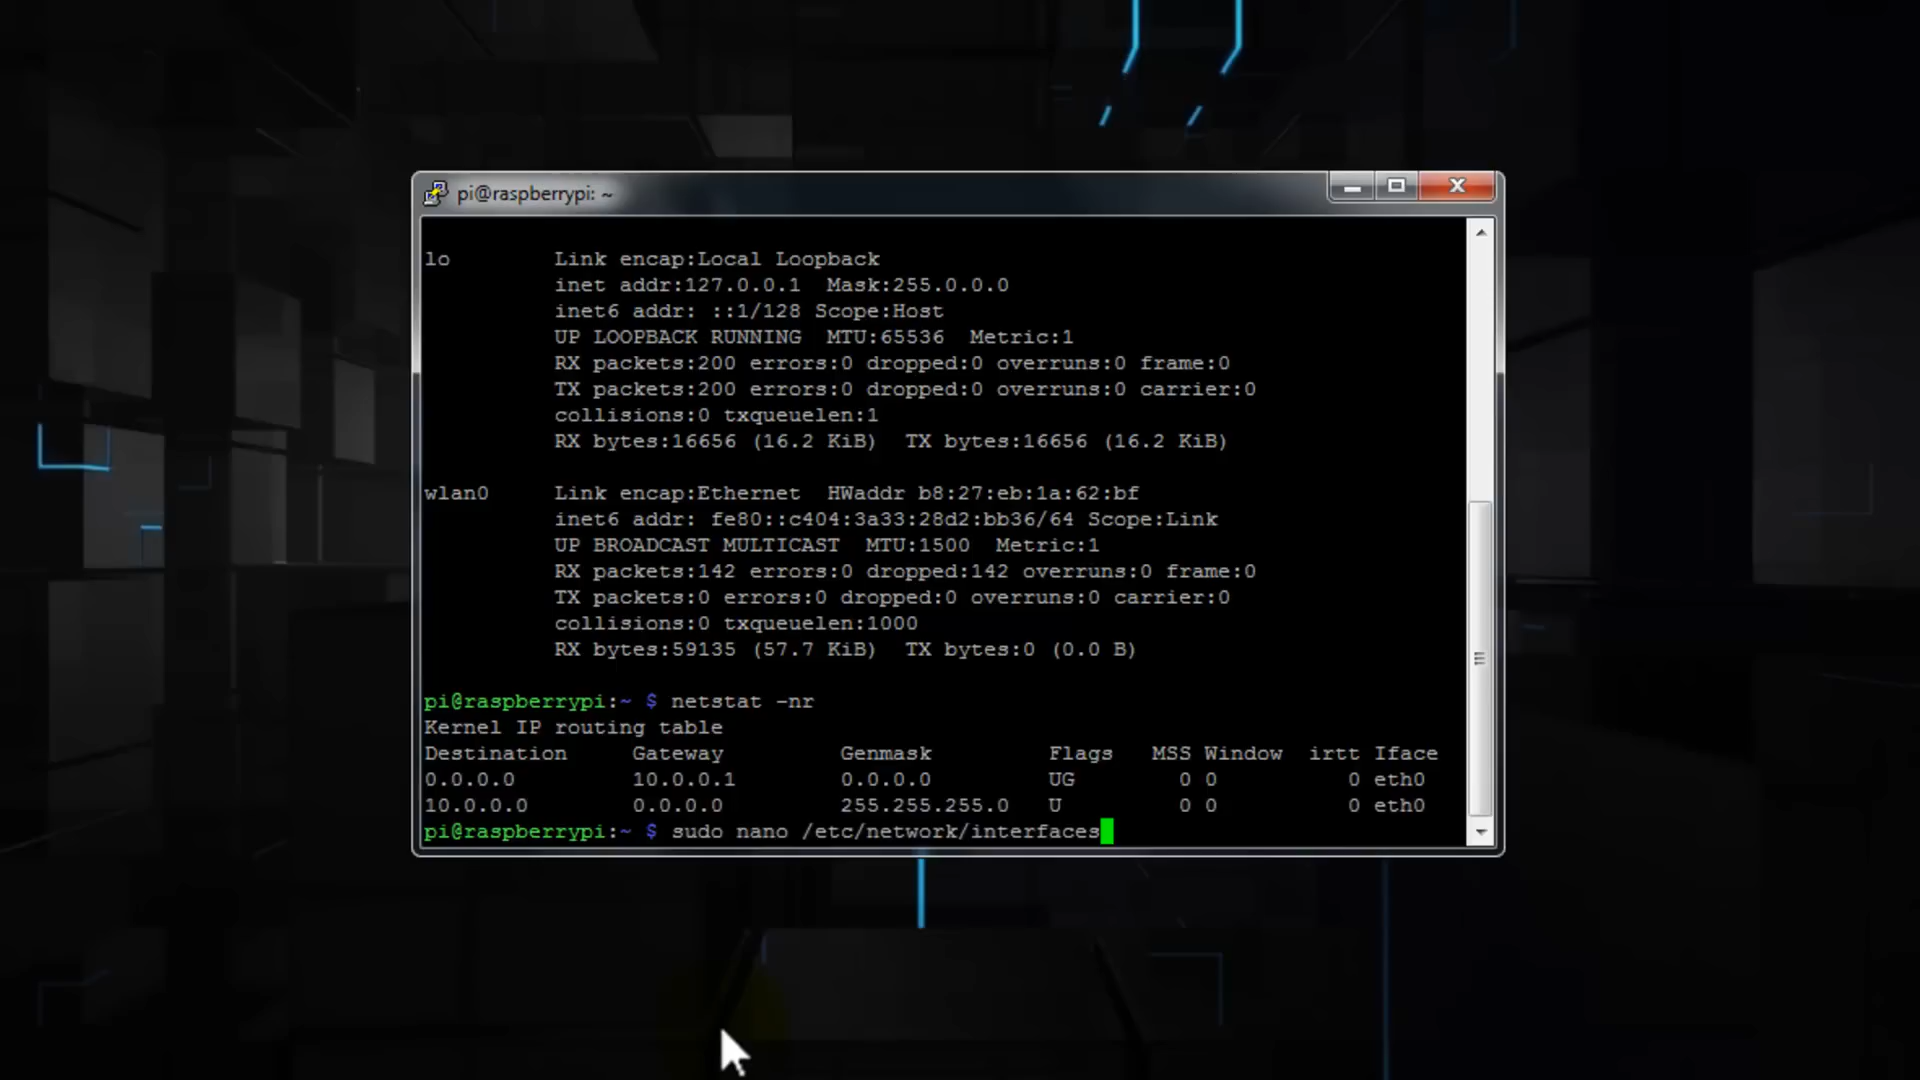 pi@raspberrypi: ~
lo Link encap:Local Loopback
inet addr:127.0.0.1 Mask:255.0.0.0
inet6 addr: ::1/128 Scope:Host
UP LOOPBACK RUNNING MTU:65536 Metric:1
RX packets:200 errors:0 dropped:0 overruns:0 frame:0
TX packets:200 errors:0 dropped:0 overruns:0 carrier:0
collisions:0 txqueuelen:1
RX bytes:16656 (16.2 KiB) TX bytes:16656 (16.2 KiB)
wlan0 Link encap:Ethernet HWaddr b8:27:eb:1a:62:bf
inet6 addr: fe80::c404:3a33:28d2:bb36/64 Scope:Link
UP BROADCAST MULTICAST MTU:1500 Metric:1
RX packets:142 errors:0 dropped:142 overruns:0 frame:0
TX packets:0 errors:0 dropped:0 overruns:0 carrier:0
collisions:0 txqueuelen:1000
RX bytes:59135 (57.7 KiB) TX bytes:0 (0.0 B)
pi@raspberrypi:~ $ netstat -nr
Kernel IP routing table
Destination Gateway Genmask Flags MSS Window irtt Iface
0.0.0.0 10.0.0.1 0.0.0.0 UG 0 0 0 eth0
10.0.0.0 0.0.0.0 255.255.255.0 U 0 0 0 eth0
pi@raspberrypi:~ $ sudo nano /etc/network/interfaces